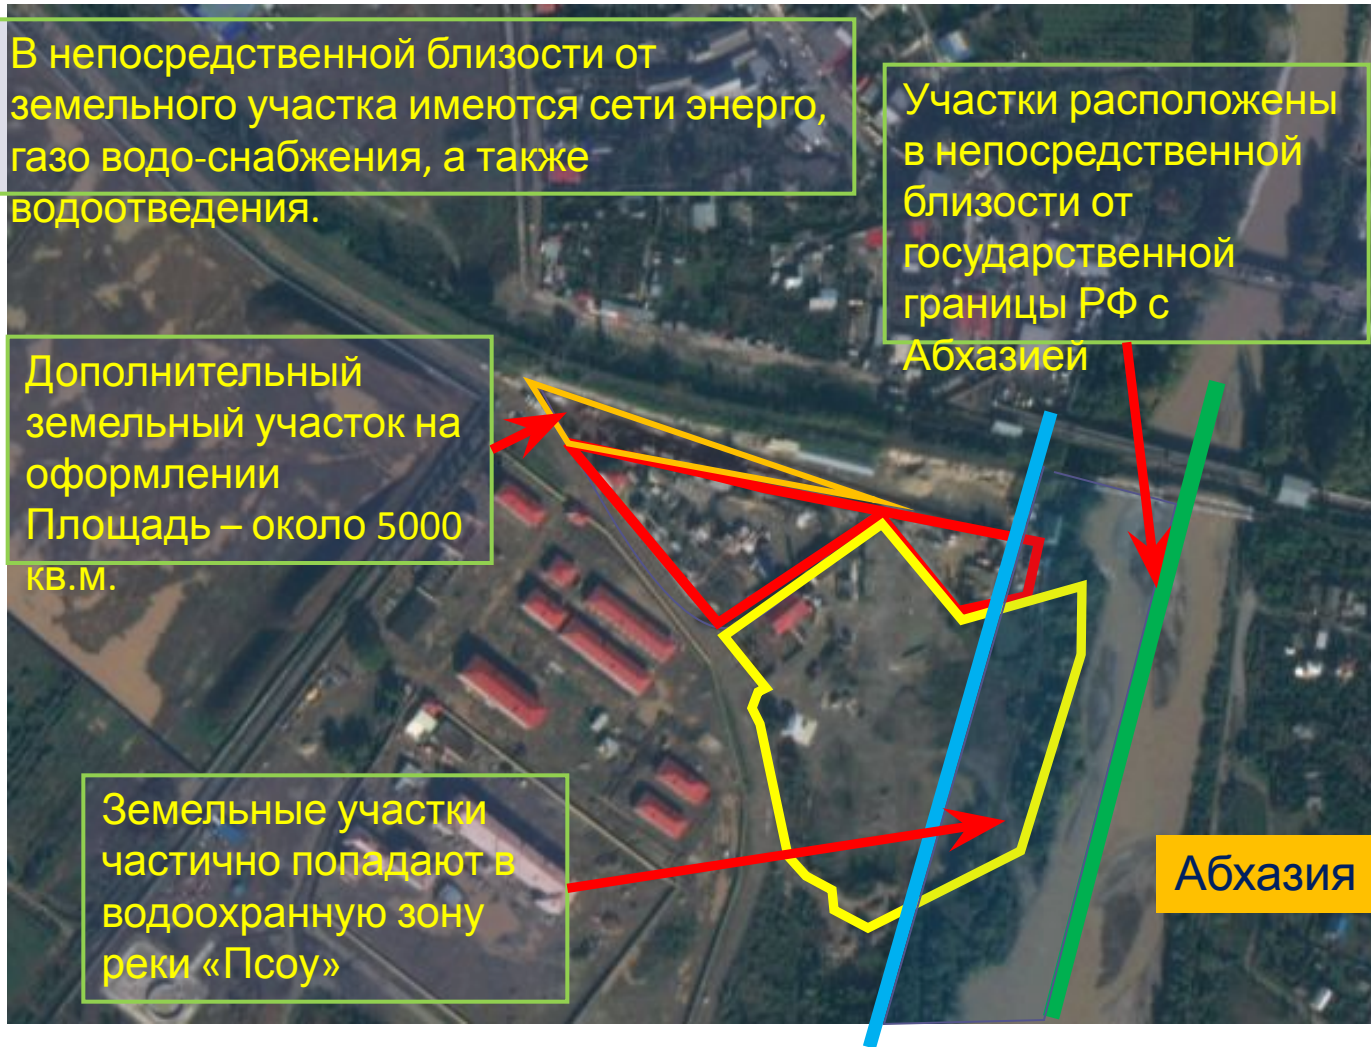 В непосредственной близости от
земельного участка имеются сети энерго,
газо водо-снабжения, а также
водоотведения.
Участки расположены
в непосредственной
близости от
государственной
границы РФ с
Абхазией
Дополнительный
земельный участок на
оформлении
Площадь – около 5000
кв.м.
Земельные участки
частично попадают в
водоохранную зону
реки «Псоу»
Абхазия